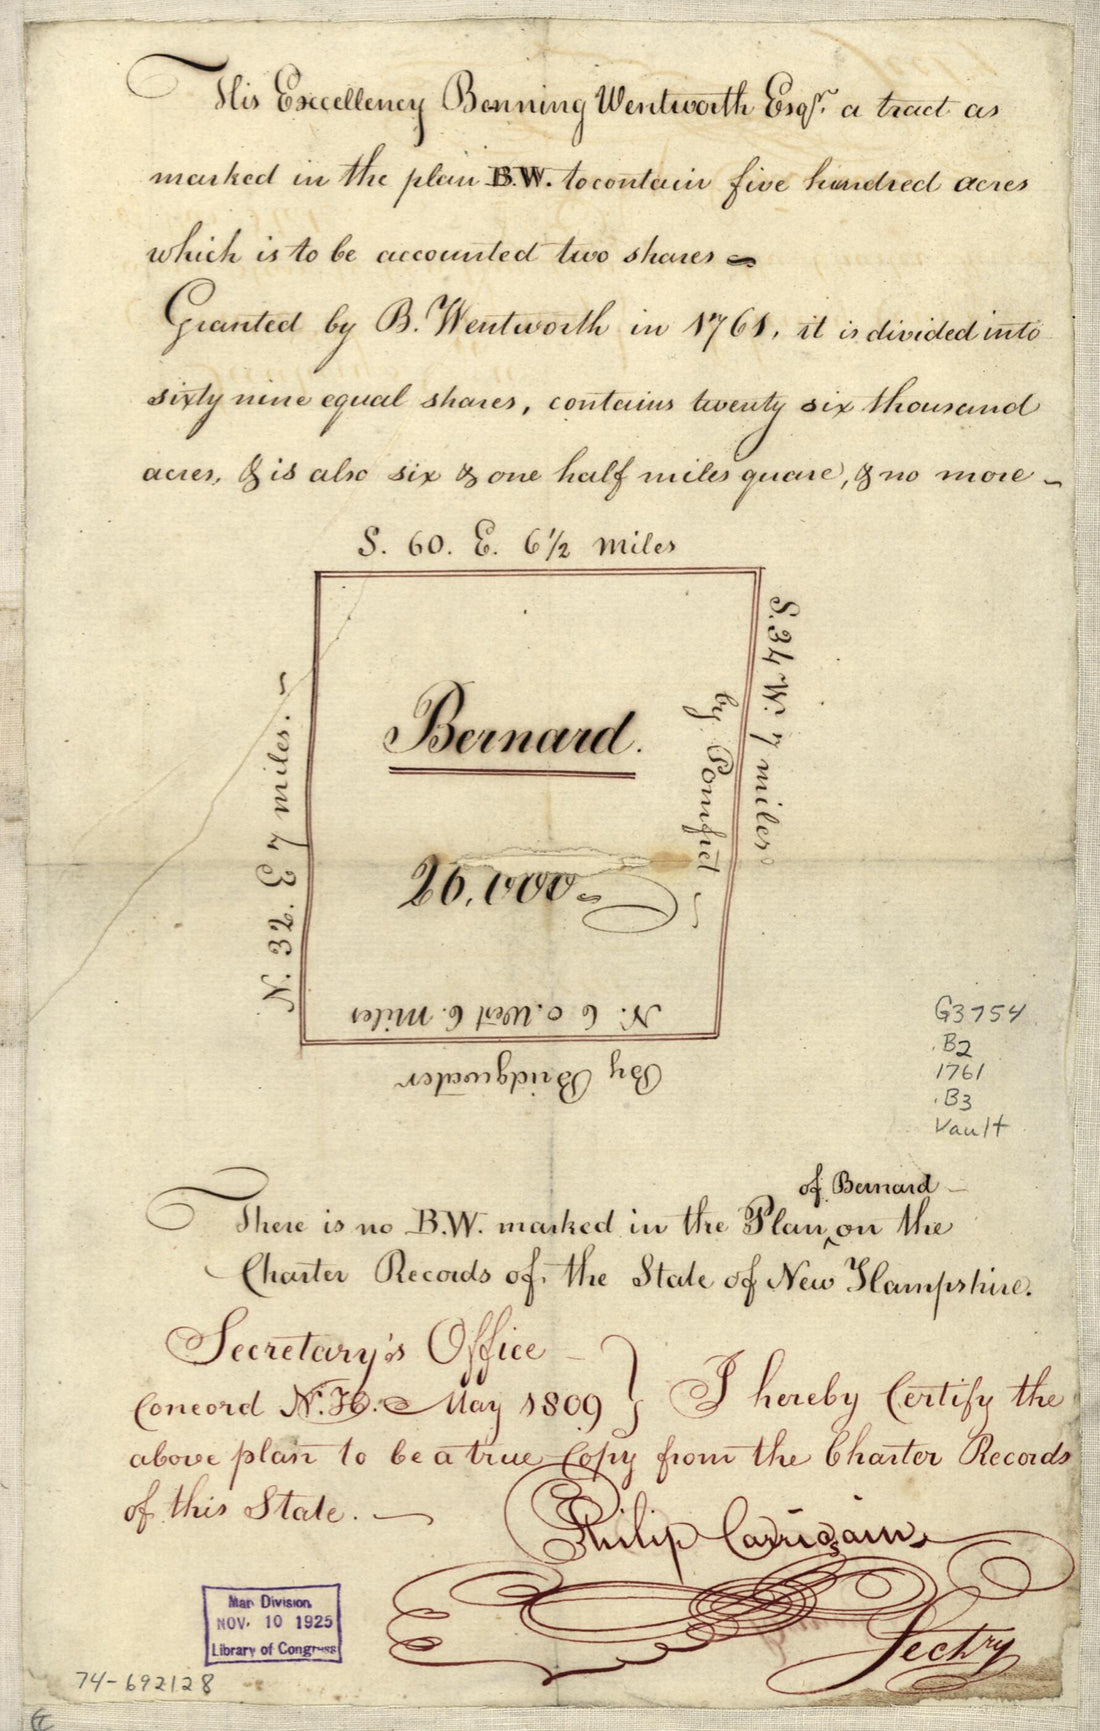 His Excellency Benning Wentworth Esqr. a tract as
marked in the plan B.W. to contain five hundred acres
which is to be accounted two shares
Granted by B. Wentworth in 1761, it is divided into
sixty nine equal shares, contains twenty six thousand
acres, & is also six & one half miles quare, & no more
S. 60. E. 6 1/2 miles
S. 34 W. 7 miles
by Pomfret
Bernard.
26,000
N. 32. E 7 miles.
N. 6 0. West 6. Miles
By Bridgwater
G3754
.B2
1761
.B3
Vault
of Bernard
There is no B.W. marked in the Plan ‸ on the
Charter Records of the State of New Hampshire.
Secretary's Office
Concord N.H. May 1809 } I hereby Certify the
above plan to be a true Copy from the Charter Records
of this State.
Philip Carrigain
Sectry
Map Division
NOV. 10 1925
Library of Congress
74-692128